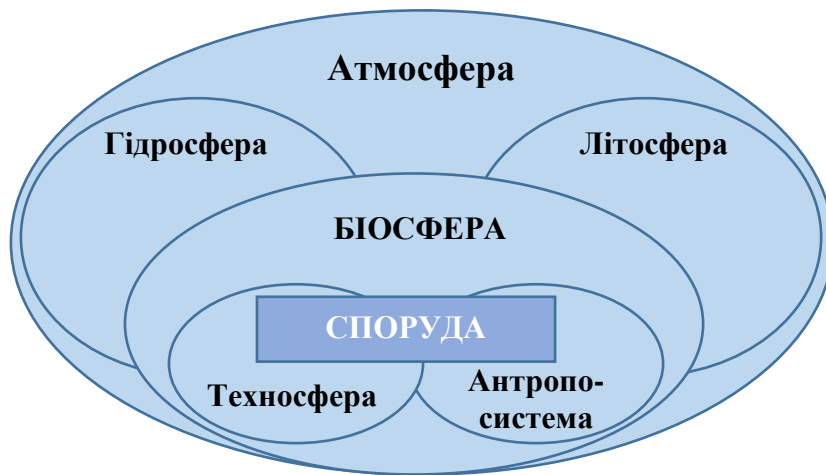 Атмосфера
Гідросфера
Літосфера
БІОСФЕРА
СПОРУДА
Техносфера
Антропо-
система